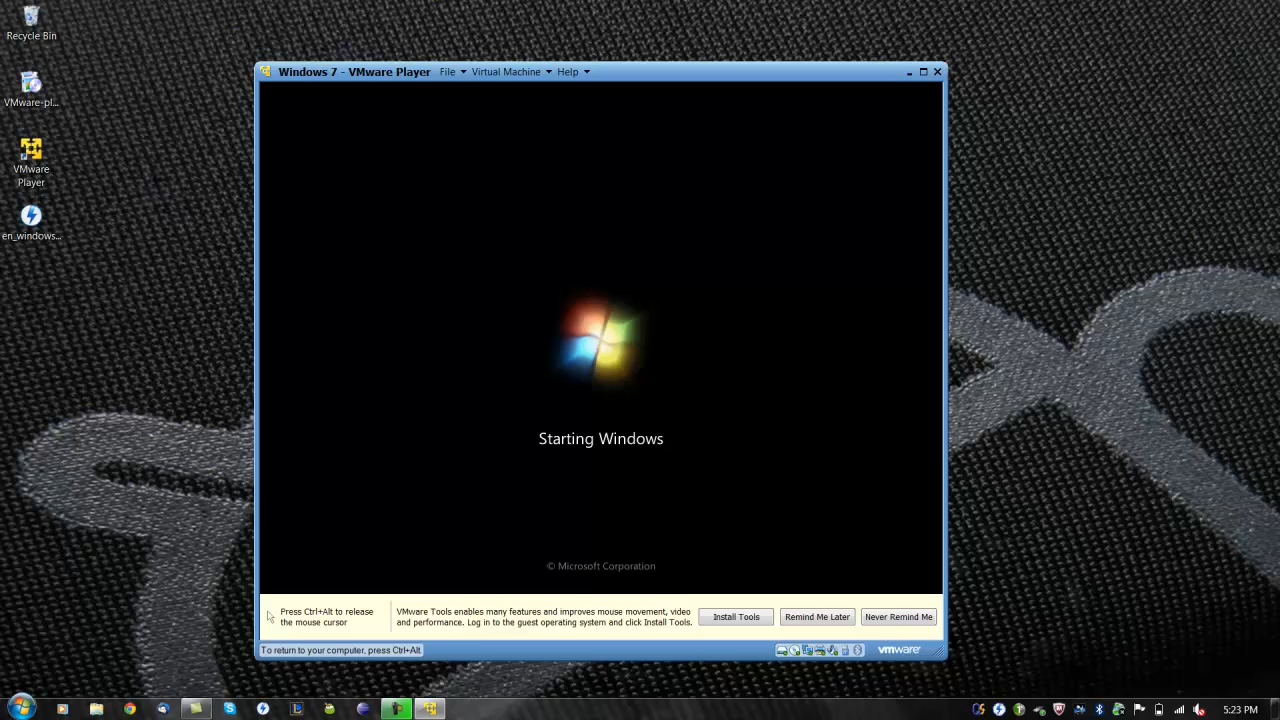 Recycle Bin
VMware-pl...
VMware
Player
en_windows...
Windows 7 - VMware Player File Virtual Machine Help
Starting Windows
© Microsoft Corporation
Press Ctrl+Alt to release
the mouse cursor
VMware Tools enables many features and improves mouse movement, video
and performance. Log in to the guest operating system and click Install Tools.
Install Tools
Remind Me Later
Never Remind Me
To return to your computer, press Ctrl+Alt.
vmware
5:23 PM